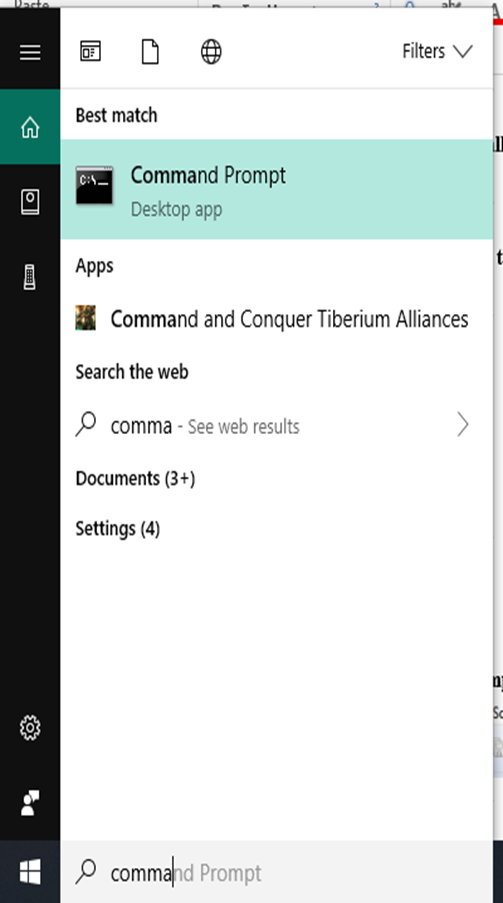 Paste
Filters
Best match
C:\
Command Prompt
Desktop app
Apps
Command and Conquer Tiberium Alliances
Search the web
comma - See web results
Documents (3+)
Settings (4)
command Prompt